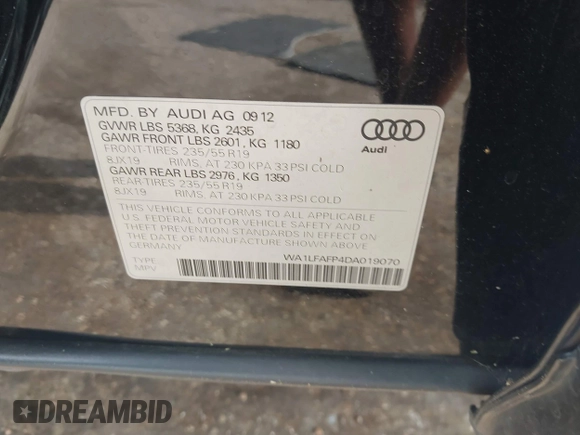 MFD. BY AUDI AG 09 12
GVWR LBS 5368, KG 2435
GAWR FRONT LBS 2601, KG 1180
FRONT-TIRES 235/55 R19
8JX19 RIMS, AT 230 KPA 33 PSI COLD
GAWR REAR LBS 2976, KG 1350
REAR-TIRES 235/55 R19
8JX19 RIMS, AT 230 KPA 33 PSI COLD
THIS VEHICLE CONFORMS TO ALL APPLICABLE
U.S. FEDERAL MOTOR VEHICLE SAFETY AND
THEFT PREVENTION STANDARDS IN EFFECT ON
THE DATE OF MANUFACTURE SHOWN ABOVE
GERMANY
TYPE:
MPV
WA1LFAFP4DA019070
Audi
DREAMBID